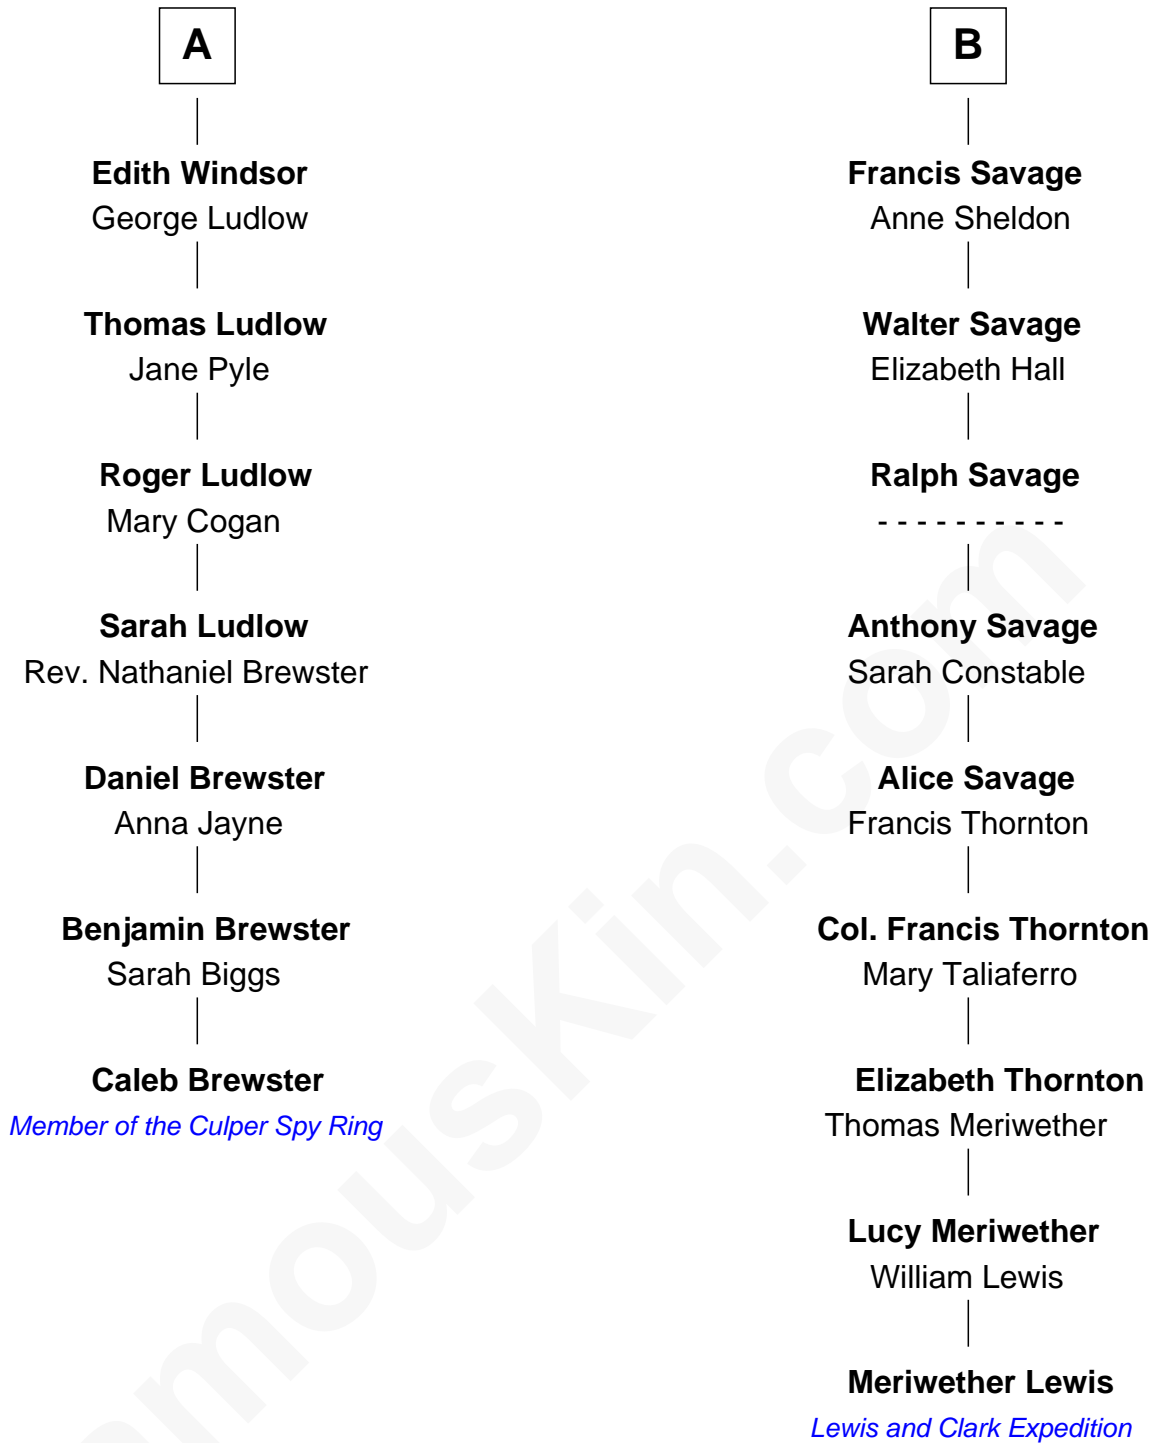 A
Edith Windsor
George Ludlow
Thomas Ludlow
Jane Pyle
Roger Ludlow
Mary Cogan
Sarah Ludlow
Rev. Nathaniel Brewster
Daniel Brewster
Anna Jayne
Benjamin Brewster
Sarah Biggs
Caleb Brewster
Member of the Culper Spy Ring
B
Francis Savage
Anne Sheldon
Walter Savage
Elizabeth Hall
Ralph Savage
- - - - - - - - - -
Anthony Savage
Sarah Constable
Alice Savage
Francis Thornton
Col. Francis Thornton
Mary Taliaferro
Elizabeth Thornton
Thomas Meriwether
Lucy Meriwether
William Lewis
Meriwether Lewis
Lewis and Clark Expedition
amouskin.com